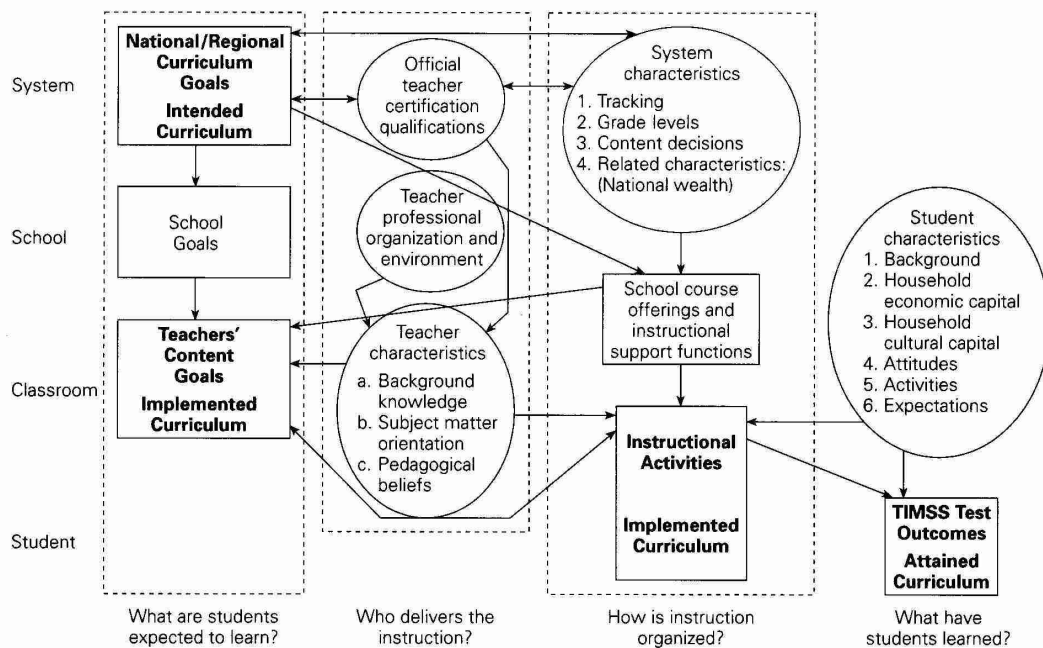 System
School
Classroom
Student
National/Regional
Curriculum
Goals
Intended Curriculum
School
Goals
Teachers'
Content
Goals
Implemented
Curriculum
What are students
expected to learn?
Official
teacher
certification
qualifications
Teacher
professional
organization and
environment
Teacher
characteristics
a. Background
knowledge
b. Subject matter
orientation
c. Pedagogical
beliefs
Who delivers the
instruction?
System
characteristics
1. Tracking
2. Grade levels
3. Content decisions
4. Related characteristics:
(National wealth)
School course
offerings and
instructional
support functions
Instructional
Activities
Implemented
Curriculum
How is instruction
organized?
Student
characteristics
1. Background
2. Household
economic capital
3. Household
cultural capital
4. Attitudes
5. Activities
6. Expectations
TIMSS Test
Outcomes
Attained
Curriculum
What have
students learned?